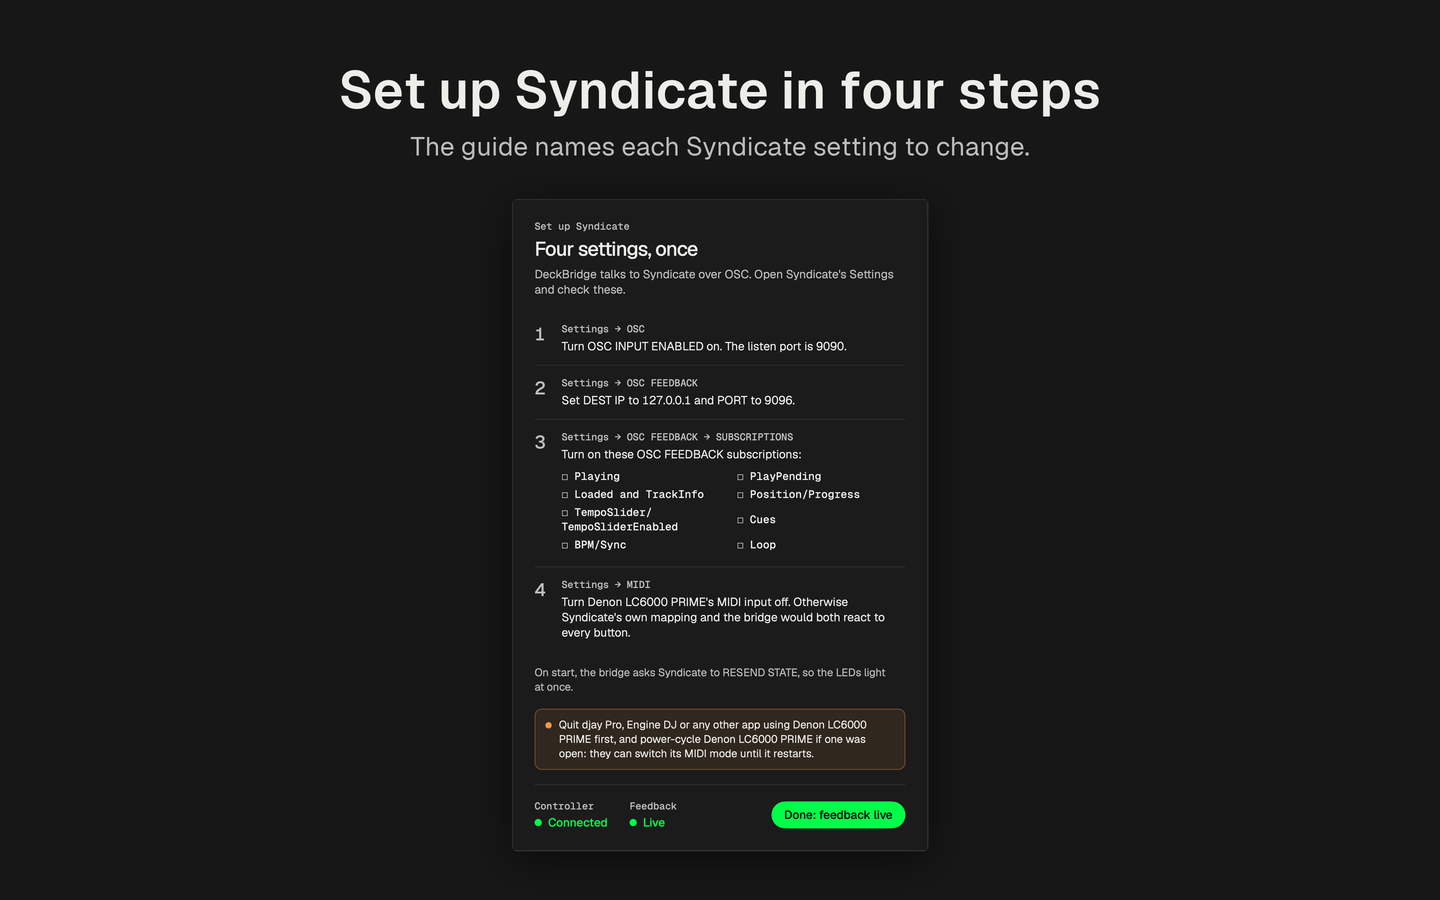 Set up Syndicate in four steps
The guide names each Syndicate setting to change.
Set up Syndicate
Four settings, once
DeckBridge talks to Syndicate over OSC. Open Syndicate's Settings
and check these.
1
Settings → OSC
Turn OSC INPUT ENABLED on. The listen port is 9090.
2
Settings → OSC FEEDBACK
Set DEST IP to 127.0.0.1 and PORT to 9096.
3
Settings → OSC FEEDBACK → SUBSCRIPTIONS
Turn on these OSC FEEDBACK subscriptions:
□ Playing
□ PlayPending
□ Loaded and TrackInfo
□ Position/Progress
□ TempoSlider/
TempoSliderEnabled
□ Cues
□ BPM/Sync
□ Loop
4
Settings → MIDI
Turn Denon LC6000 PRIME's MIDI input off. Otherwise
Syndicate's own mapping and the bridge would both react to
every button.
On start, the bridge asks Syndicate to RESEND STATE, so the LEDs light
at once.
Quit djay Pro, Engine DJ or any other app using Denon LC6000
PRIME first, and power-cycle Denon LC6000 PRIME if one was
open: they can switch its MIDI mode until it restarts.
Controller
Connected
Feedback
Live
Done: feedback live